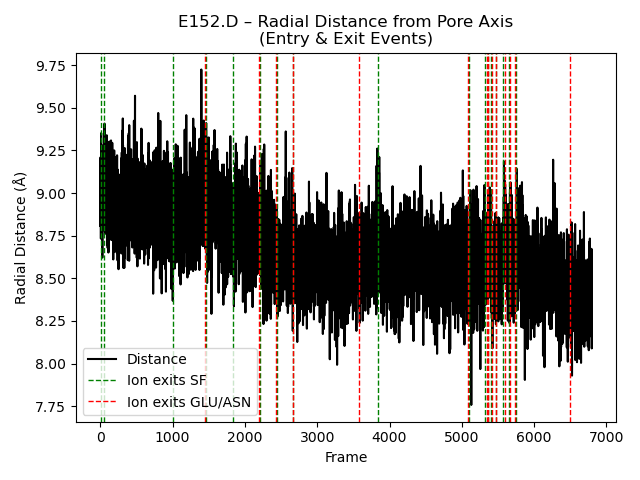 E152.D – Radial Distance from Pore Axis
(Entry & Exit Events)
Radial Distance (Å)
9.75
9.50
9.25
9.00
8.75
8.50
8.25
8.00
7.75
Distance
Ion exits SF
Ion exits GLU/ASN
0 1000 2000 3000 4000 5000 6000 7000
Frame